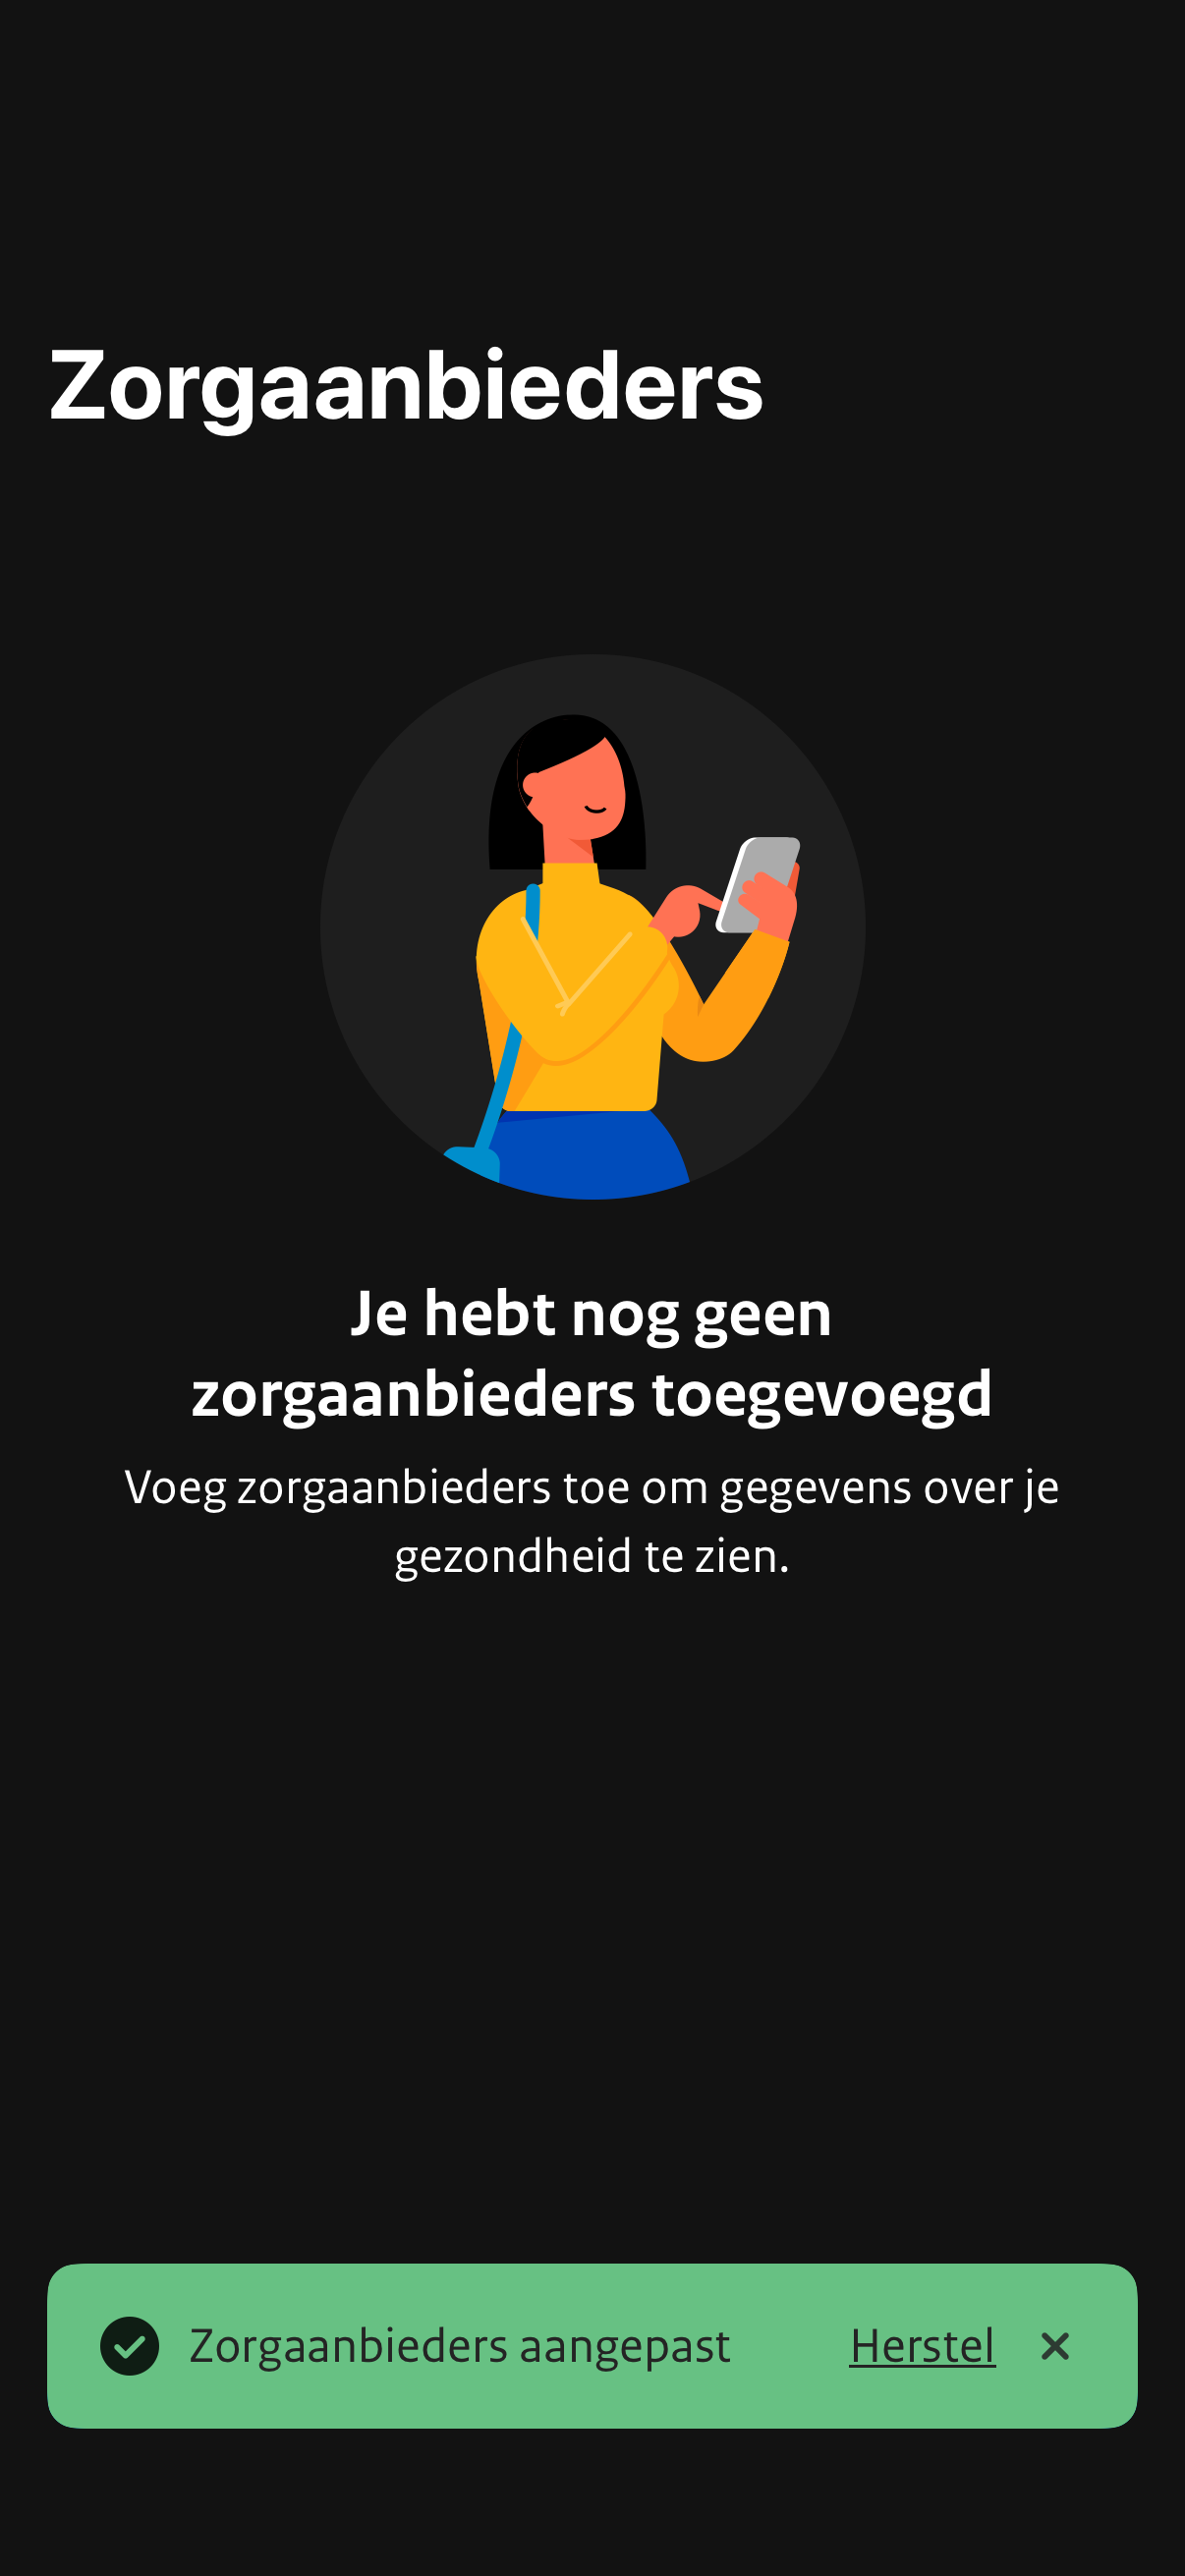 Zorgaanbieders
Je hebt nog geen
zorgaanbieders toegevoegd
Voeg zorgaanbieders toe om gegevens over je
gezondheid te zien.
Zorgaanbieders aangepast Herstel